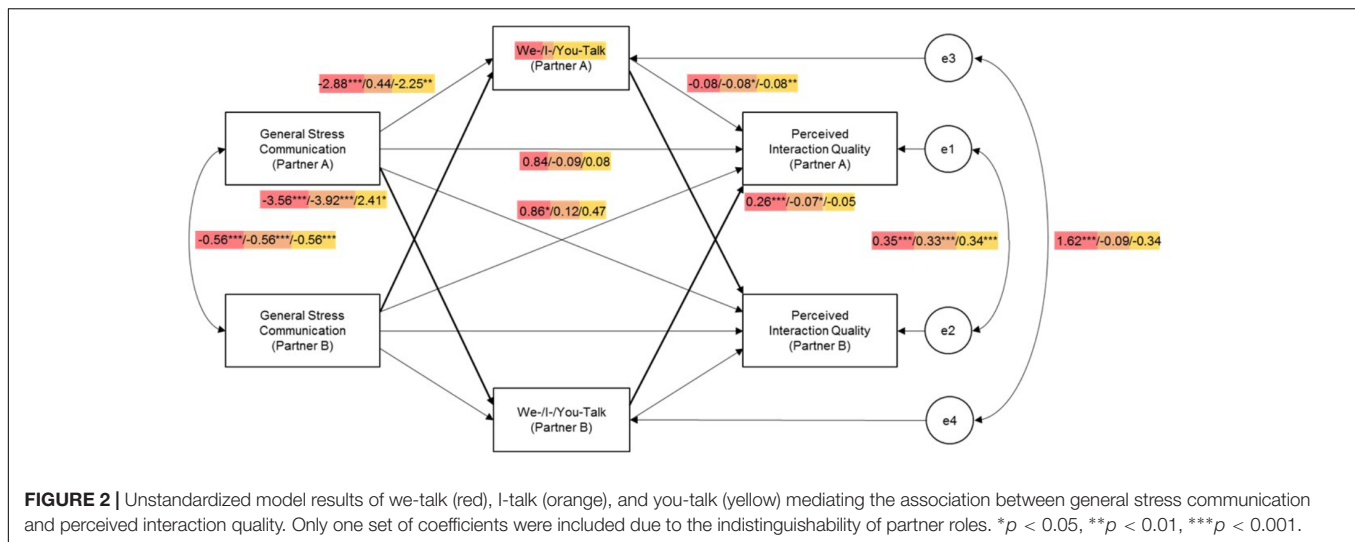 We-/I-/You-Talk
(Partner A)
e3
-2.88***/0.44/-2.25**
-0.08/-0.08*/-0.08**
General Stress
Communication
(Partner A)
Perceived
Interaction Quality
(Partner A)
e1
0.84/-0.09/0.08
-3.56***/-3.92***/2.41*
0.26***/-0.07*/-0.05
0.86*/0.12/0.47
-0.56***/-0.56***/-0.56***
0.35***/0.33***/0.34***
1.62***/-0.09/-0.34
General Stress
Communication
(Partner B)
Perceived
Interaction Quality
(Partner B)
e2
We-/I-/You-Talk
(Partner B)
e4
FIGURE 2 | Unstandardized model results of we-talk (red), I-talk (orange), and you-talk (yellow) mediating the association between general stress communication
and perceived interaction quality. Only one set of coefficients were included due to the indistinguishability of partner roles. *p < 0.05, **p < 0.01, ***p < 0.001.